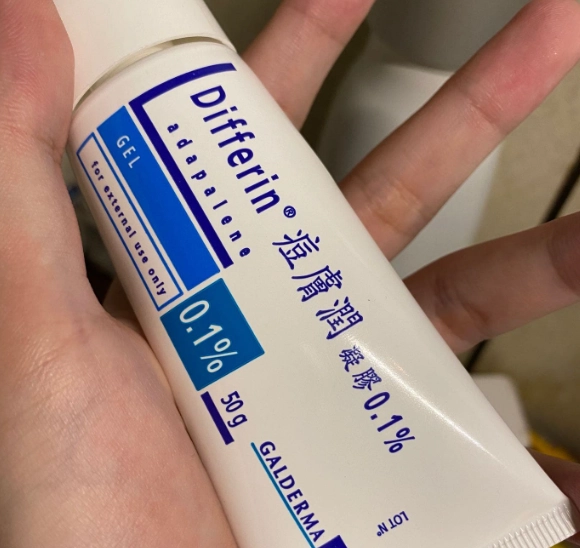 Differin®
adapalene
GEL
for external use only
痘膚潤 凝膠0.1%
0.1%
50g
GALDERMA
LOT Nº